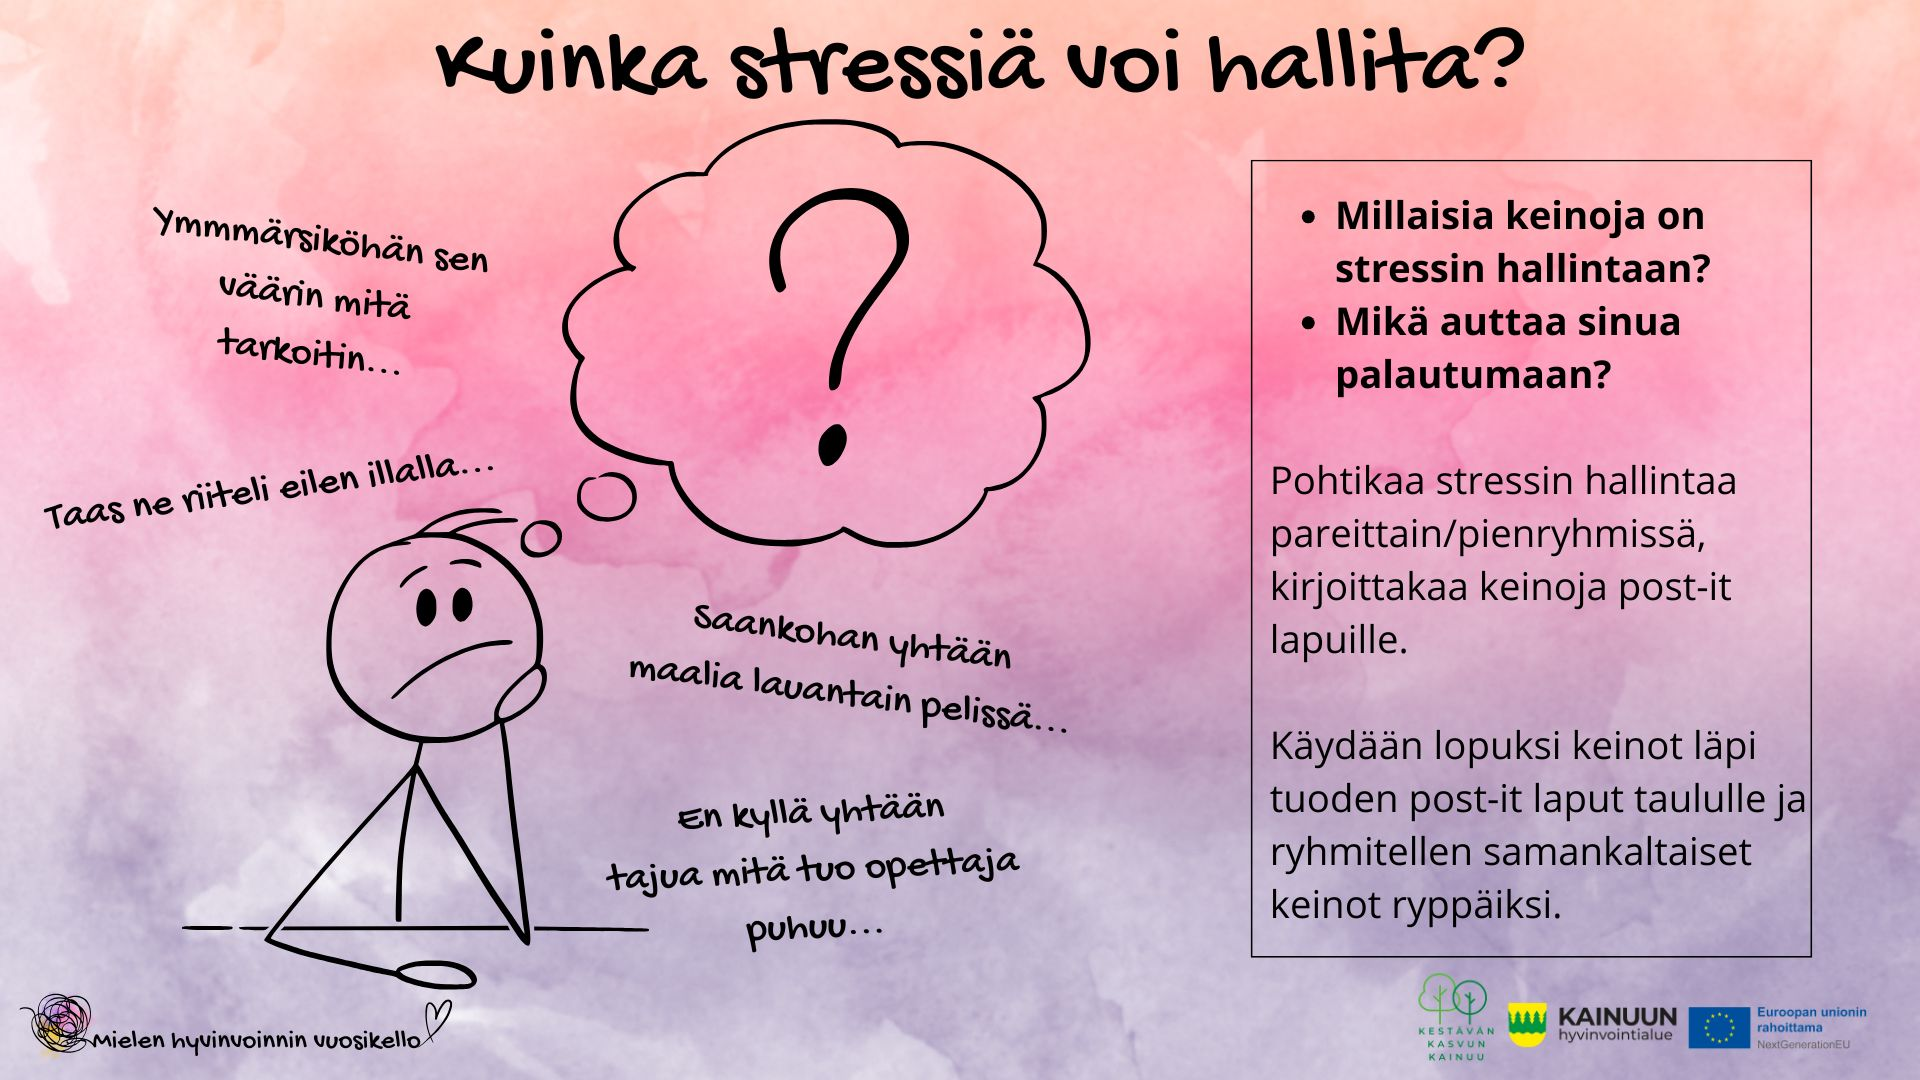 Kuinka stressiä voi hallita?
Ymmmärsiköhän sen
väärin mitä
tarkoitin...
Taas ne riiteli eilen illalla...
Saankohan yhtään
maalia lauantain pelissä...
En kyllä yhtään
tajua mitä tuo opettaja
puhuu...
• Millaisia keinoja on
stressin hallintaan?
• Mikä auttaa sinua
palautumaan?
Pohtikaa stressin hallintaa
pareittain/pienryhmissä,
kirjoittakaa keinoja post-it
lapuille.
Käydään lopuksi keinot läpi
tuoden post-it laput taululle ja
ryhmitellen samankaltaiset
keinot ryppäiksi.
Mielen hyvinvoinnin vuosikello
KESTÄVÄN
KASVUN
KAINUU
KAINUUN
hyvinvointialue
Euroopan unionin
rahoittama
NextGenerationEU